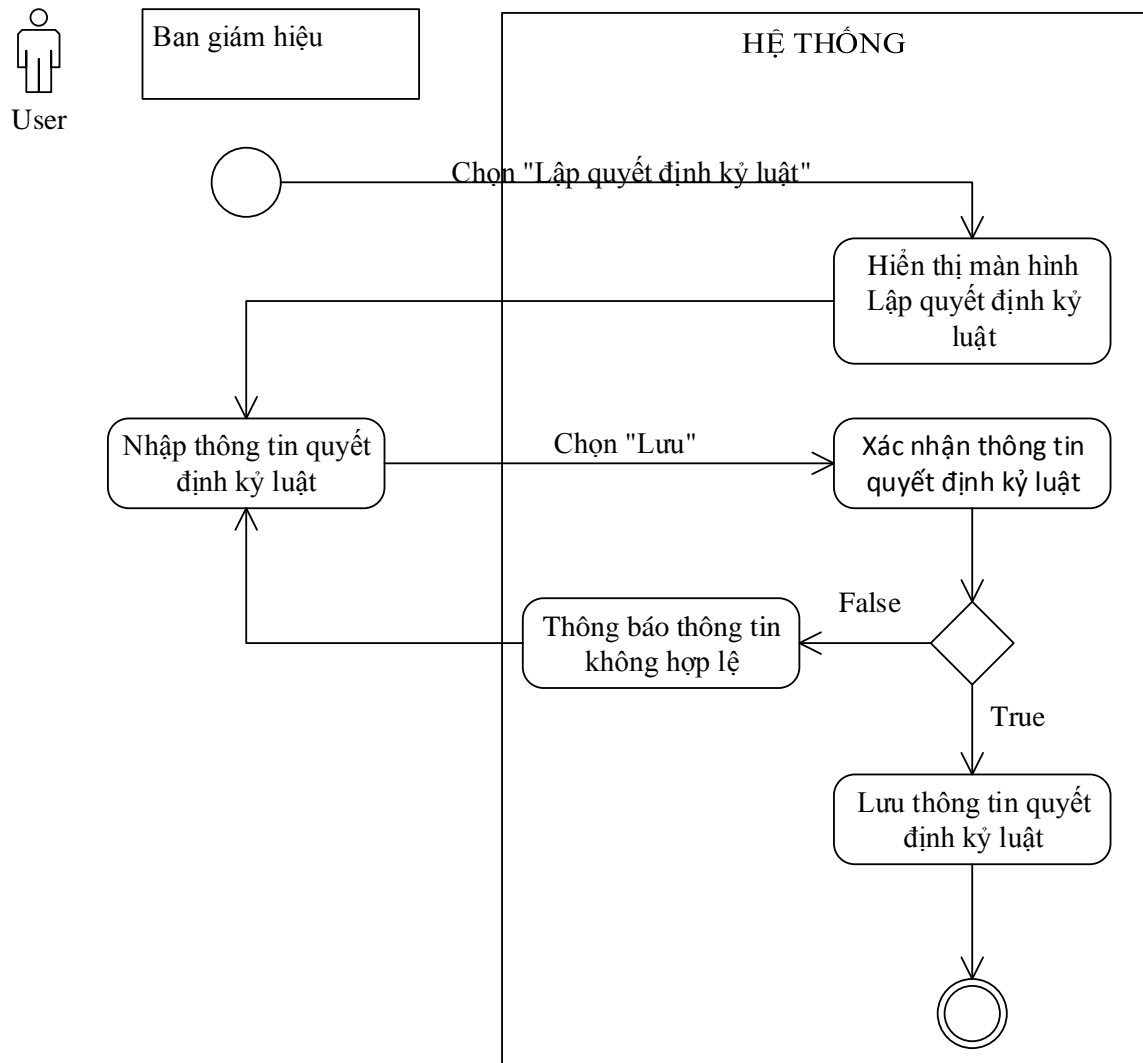 Ban giám hiệu
HỆ THỐNG
User
Chọn "Lập quyết định kỷ luật"
Hiển thị màn hình
Lập quyết định kỷ
luật
Nhập thông tin quyết
định kỷ luật
Chọn "Lưu"
Xác nhận thông tin
quyết định kỷ luật
False
Thông báo thông tin
không hợp lệ
True
Lưu thông tin quyết
định kỷ luật